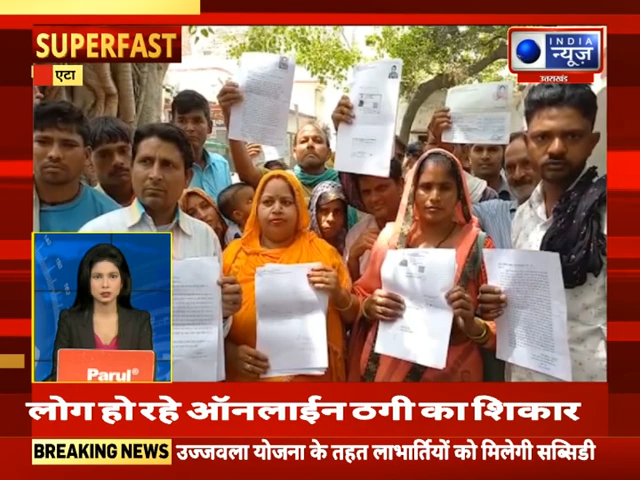 SUPERFAST
एटा
INDIA
न्यूज़
उत्तराखंड
Parul®
लोग हो रहे ऑनलाईन ठगी का शिकार
BREAKING NEWS उज्जवला योजना के तहत लाभार्तियों को मिलेगी सब्सिडी